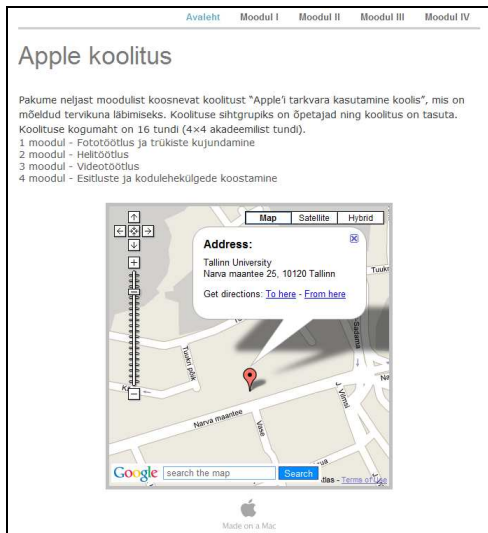 Avaleht Moodul I Moodul II Moodul III Moodul IV
Apple koolitus
Pakume neljast moodulist koosnevat koolitust "Apple'i tarkvara kasutamine koolis", mis on
mõeldud tervikuna läbimiseks. Koolituse sihtgrupiks on õpetajad ning koolitus on tasuta.
Koolituse kogumaht on 16 tundi (4×4 akadeemilist tundi).
1 moodul - Fototöötlus ja trükiste kujundamine
2 moodul - Helitöötlus
3 moodul - Videotöötlus
4 moodul - Esitluste ja kodulehekülgede koostamine
Map Satellite Hybrid
Address:
Tallinn University
Narva maantee 25, 10120 Tallinn
Get directions: To here - From here
Tuukri põik
Narva maantee
Vase
J. Vilmsi
Google search the map Search
Terms of Use
Made on a Mac